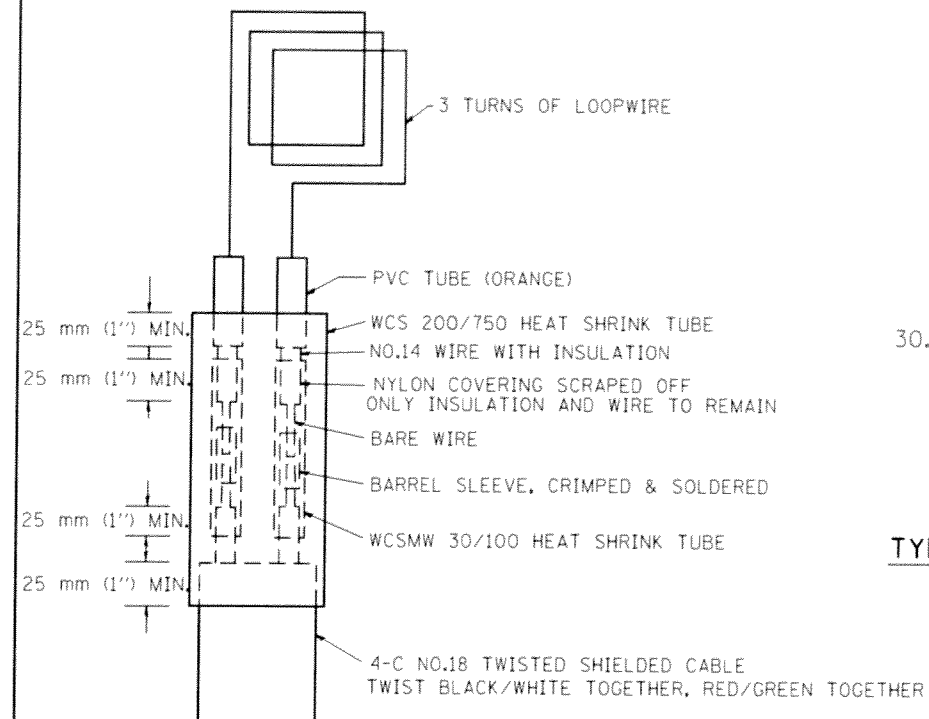 3 TURNS OF LOOPWIRE
PVC TUBE (ORANGE)
25 mm (1'') MIN.
WCS 200/750 HEAT SHRINK TUBE
NO.14 WIRE WITH INSULATION
30.
25 mm (1'') MIN.
NYLON COVERING SCRAPED OFF
ONLY INSULATION AND WIRE TO REMAIN
BARE WIRE
BARREL SLEEVE, CRIMPED & SOLDERED
25 mm (1'') MIN.
WCSMW 30/100 HEAT SHRINK TUBE
25 mm (1'') MIN.
4-C NO.18 TWISTED SHIELDED CABLE
TWIST BLACK/WHITE TOGETHER, RED/GREEN TOGETHER